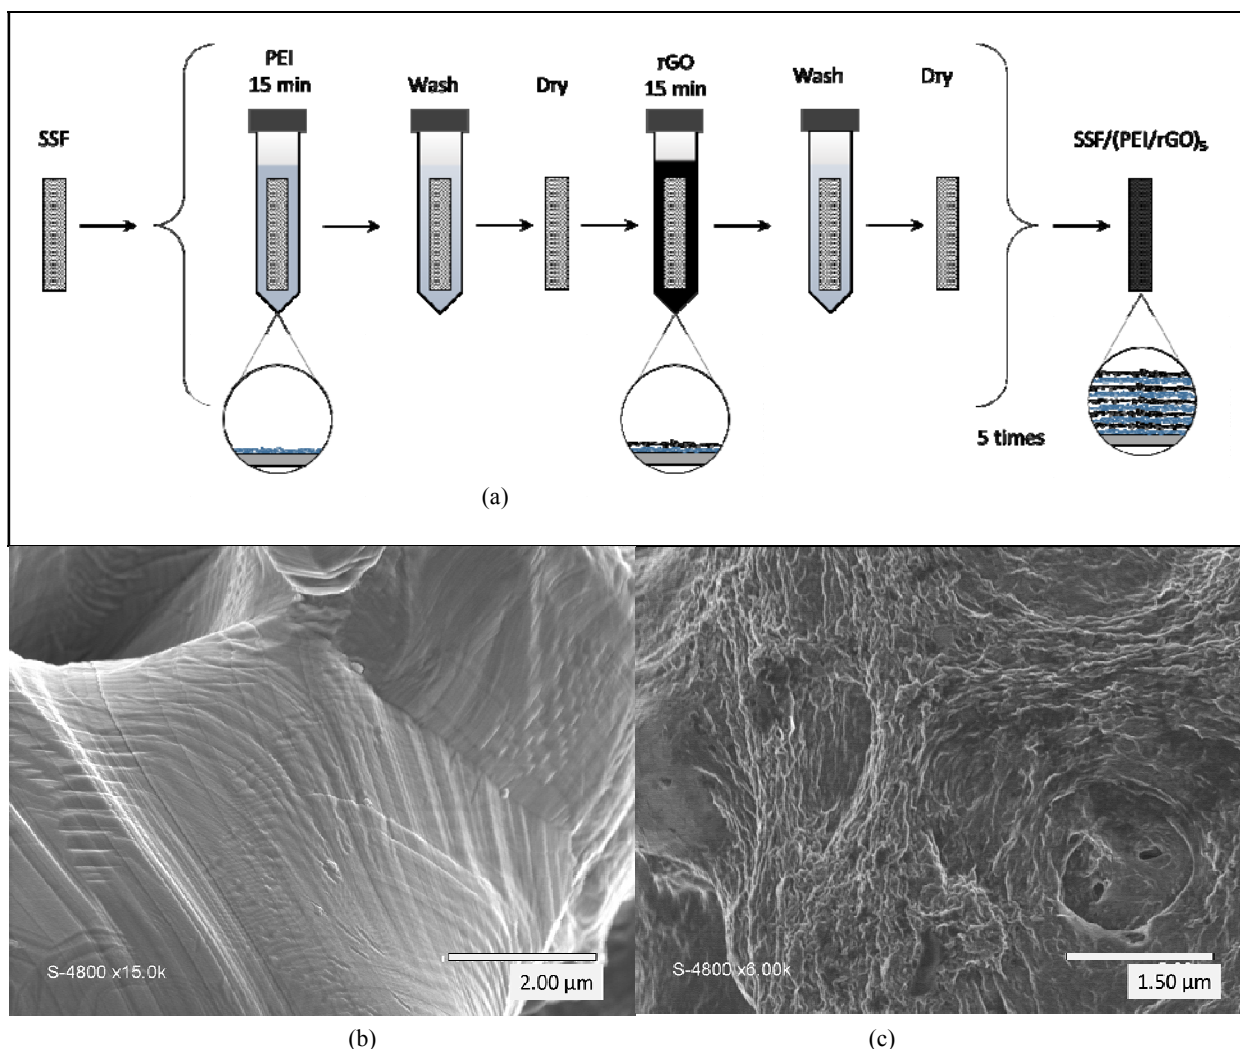 PEI
15 min
Wash
Dry
rGO
15 min
Wash
Dry
SSF
SSF/(PEI/rGO)₅
5 times
(a)
S-4800 x15.0k
2.00 µm
S-4800 x6.00k
1.50 µm
(b)
(c)